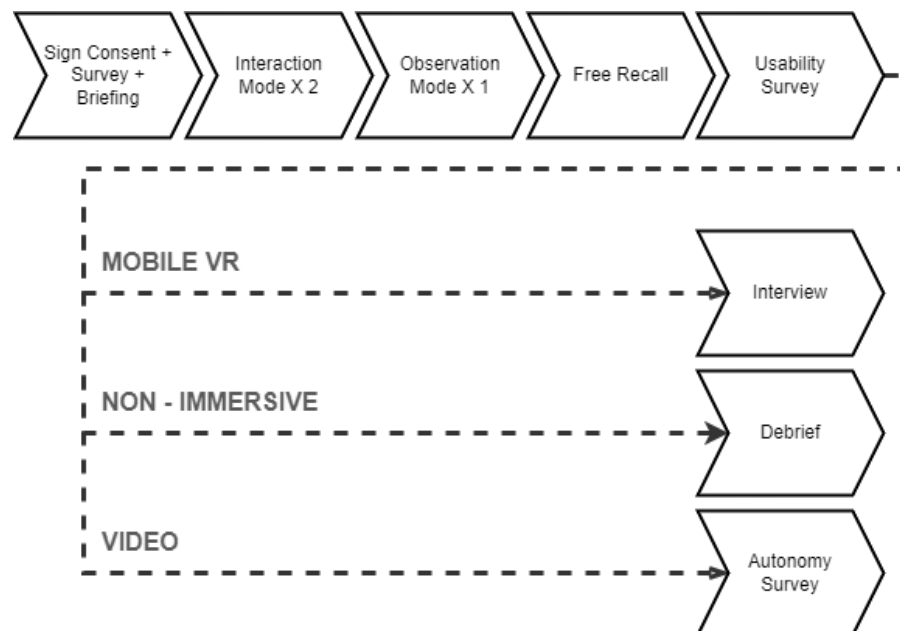 Sign Consent +
Survey +
Briefing
Interaction
Mode X 2
Observation
Mode X 1
Free Recall
Usability
Survey
MOBILE VR
Interview
NON - IMMERSIVE
Debrief
VIDEO
Autonomy
Survey